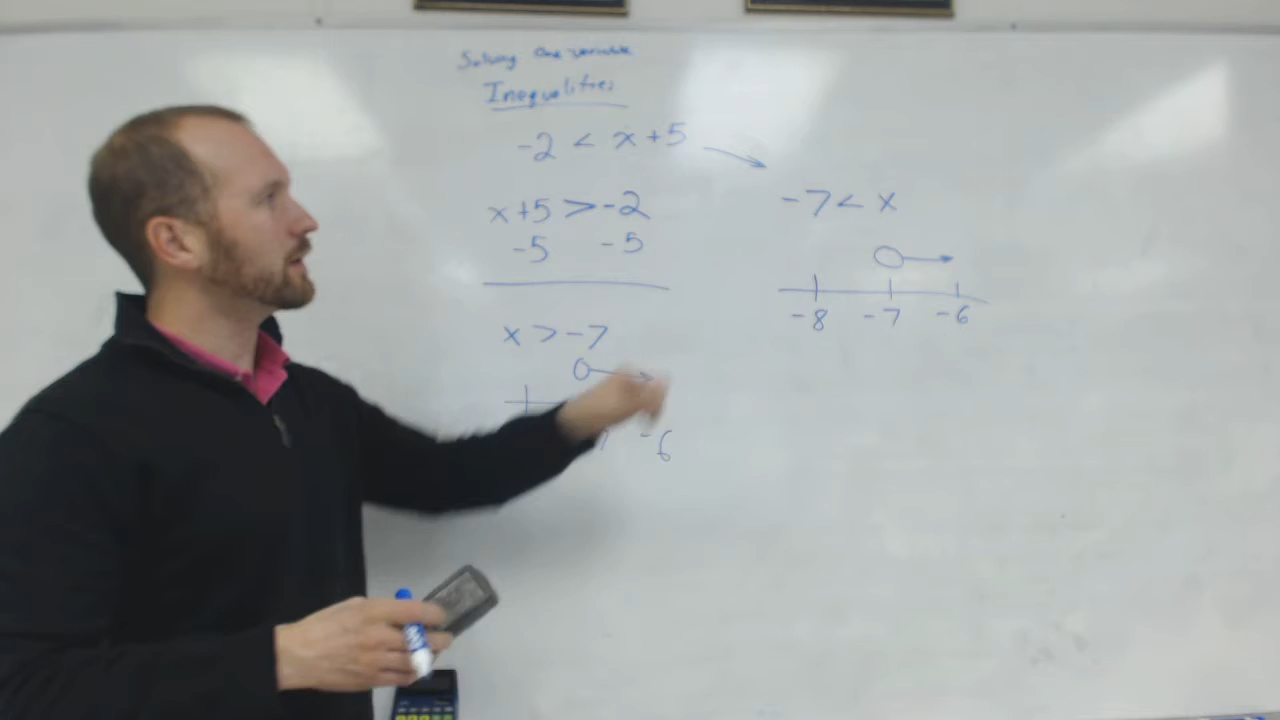 Solving One variable
Inequalities
-2 < x+5
x+5 > -2
-5 -5
x > -7
-6
-7 < x
-8 -7 -6